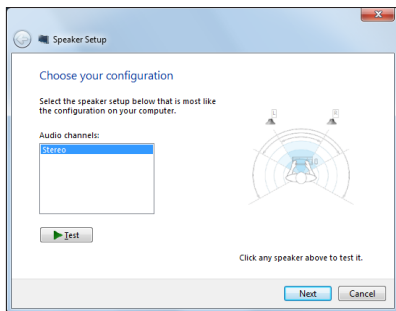 Speaker Setup
Choose your configuration
Select the speaker setup below that is most like
the configuration on your computer.
Audio channels:
Stereo
L R
Test
Click any speaker above to test it.
Next Cancel